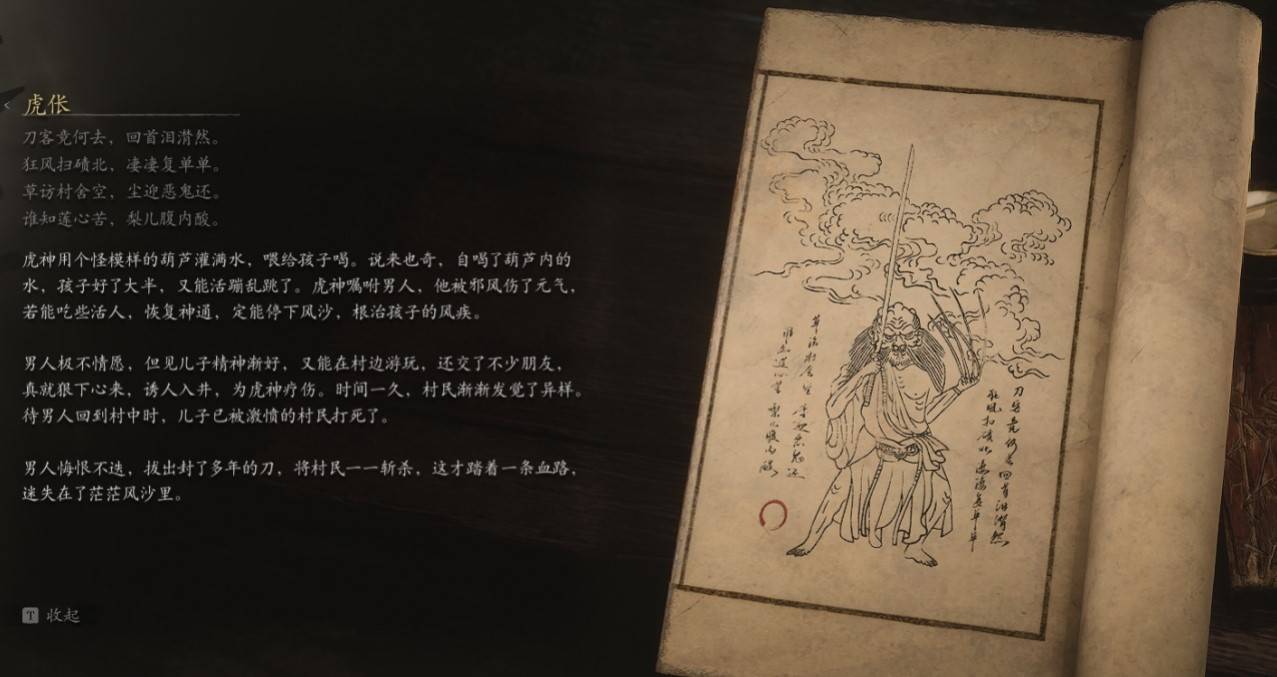 虎伥
刀客竟何去，回首泪潸然。
狂风扫碛北，凄凄复单单。
草访村舍空，尘迎恶鬼还。
谁知莲心苦，梨儿腹内酸。
虎神用个怪模样的葫芦灌满水，喂给孩子喝。说来也奇，自喝了葫芦内的
水，孩子好了大半，又能活蹦乱跳了。虎神嘱咐男人，他被邪风伤了元气，
若能吃些活人，恢复神通，定能停下风沙，根治孩子的风疾。
男人极不情愿，但见儿子精神渐好，又能在村边游玩，还交了不少朋友，
真就狠下心来，诱人入井，为虎神疗伤。时间一久，村民渐渐发觉了异样。
待男人回到村中时，儿子已被激愤的村民打死了。
男人悔恨不迭，拔出封了多年的刀，将村民一一斩杀，这才踏着一条血路，
迷失在了茫茫风沙里。
T 收起
刀客竟何去 回首泪潸然
狂风扫碛北 凄凄复单单
草访村舍空 尘迎恶鬼还
谁知莲心苦 梨儿腹内酸